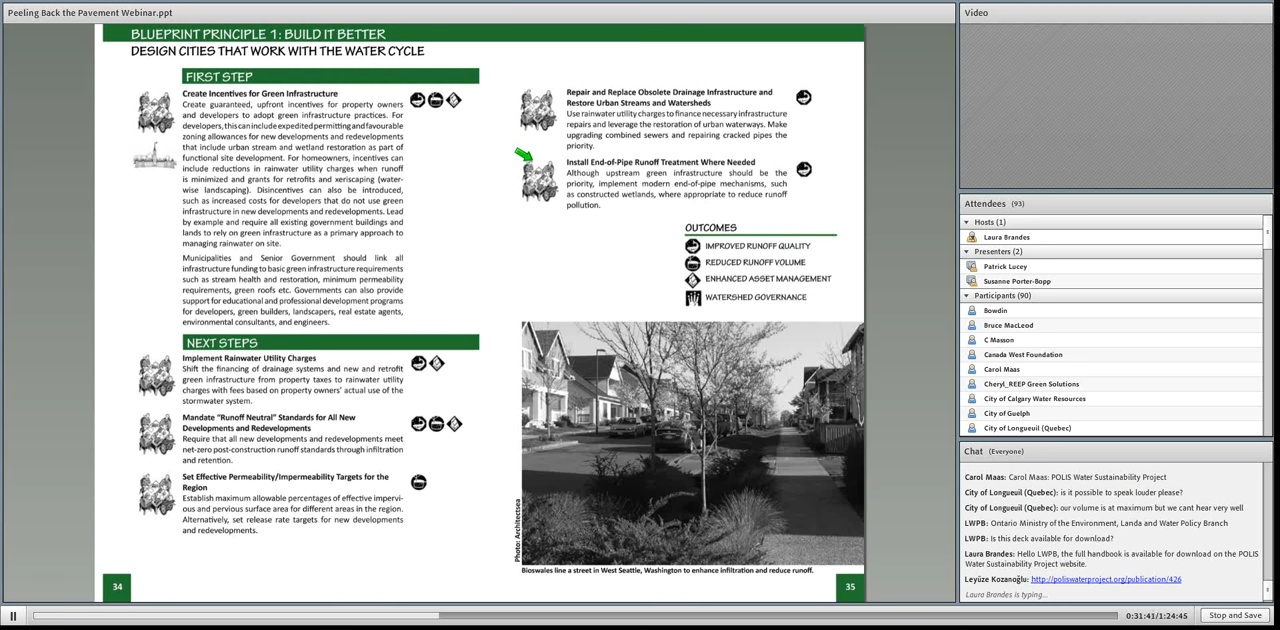 Peeling Back the Pavement Webinar.ppt
BLUEPRINT PRINCIPLE 1: BUILD IT BETTER
DESIGN CITIES THAT WORK WITH THE WATER CYCLE
FIRST STEP
Create Incentives for Green Infrastructure
Create guaranteed, upfront incentives for property owners
and developers to adopt green infrastructure practices. For
developers, this can include expedited permitting and favourable
zoning allowances for new developments and redevelopments
that include urban stream and wetland restoration as part of
functional site development. For homeowners, incentives can
include reductions in rainwater utility charges when runoff
is minimized and grants for retrofits and xeriscaping (water-
wise landscaping). Disincentives can also be introduced,
such as increased costs for developers that do not use green
infrastructure in new developments and redevelopments. Lead
by example and require all existing government buildings and
lands to rely on green infrastructure as a primary approach to
managing rainwater on site.
Municipalities and Senior Government should link all
infrastructure funding to basic green infrastructure requirements
such as stream health and restoration, minimum permeability
requirements, green roofs etc. Governments can also provide
support for educational and professional development programs
for developers, green builders, landscapers, real estate agents,
environmental consultants, and engineers.
NEXT STEPS
Implement Rainwater Utility Charges
Shift the financing of drainage systems and new and retrofit
green infrastructure from property taxes to rainwater utility
charges with fees based on property owners' actual use of the
stormwater system.
Mandate "Runoff Neutral" Standards for All New
Developments and Redevelopments
Require that all new developments and redevelopments meet
net-zero post-construction runoff standards through infiltration
and retention.
Set Effective Permeability/Impermeability Targets for the
Region
Establish maximum allowable percentages of effective impervi-
ous and pervious surface area for different areas in the region.
Alternatively, set release rate targets for new developments
and redevelopments.
34
Repair and Replace Obsolete Drainage Infrastructure and
Restore Urban Streams and Watersheds
Use rainwater utility charges to finance necessary infrastructure
repairs and leverage the restoration of urban waterways. Make
upgrading combined sewers and repairing cracked pipes the
priority.
Install End-of-Pipe Runoff Treatment Where Needed
Although upstream green infrastructure should be the
priority, implement modern end-of-pipe mechanisms, such
as constructed wetlands, where appropriate to reduce runoff
pollution.
OUTCOMES
IMPROVED RUNOFF QUALITY
REDUCED RUNOFF VOLUME
ENHANCED ASSET MANAGEMENT
WATERSHED GOVERNANCE
Photo: Architectsea
Bioswales line a street in West Seattle, Washington to enhance infiltration and reduce runoff.
35
Video
Attendees (93)
Hosts (1)
Laura Brandes
Presenters (2)
Patrick Lucey
Susanne Porter-Bopp
Participants (90)
Bowdin
Bruce MacLeod
C Masson
Canada West Foundation
Carol Maas
Cheryl_REEP Green Solutions
City of Calgary Water Resources
City of Guelph
City of Longueuil (Quebec)
Chat (Everyone)
Carol Maas: Carol Maas: POLIS Water Sustainability Project
City of Longueuil (Quebec): is it possible to speak louder please?
City of Longueuil (Quebec): our volume is at maximum but we cant hear very well
LWPB: Ontario Ministry of the Environment, Landa and Water Policy Branch
LWPB: Is this deck available for download?
Laura Brandes: Hello LWPB, the full handbook is available for download on the POLIS
Water Sustainability Project website.
Leyüze Kozanoğlu: http://poliswaterproject.org/publication/426
Laura Brandes is typing...
0:31:41/1:24:45
Stop and Save